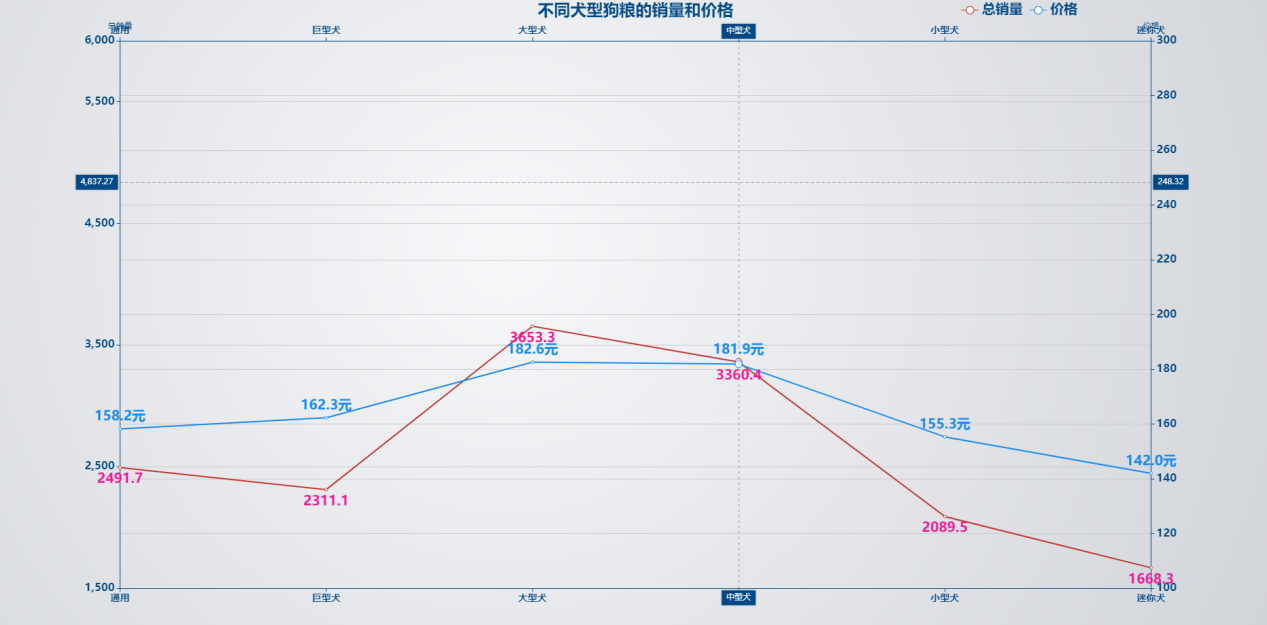 不同犬型狗粮的销量和价格
总销量 价格
总销量 价格
通用 巨型犬 大型犬 中型犬 小型犬 迷你犬
6,000 300
280
5,500
260
4,837.27 248.32
240
4,500
220
200
3653.3
3,500
182.6元 181.9元
180
3360.4
162.3元
158.2元
155.3元
160
142.0元
2,500
2491.7
140
2311.1
2089.5
120
1668.3
1,500 100
通用 巨型犬 大型犬 中型犬 小型犬 迷你犬